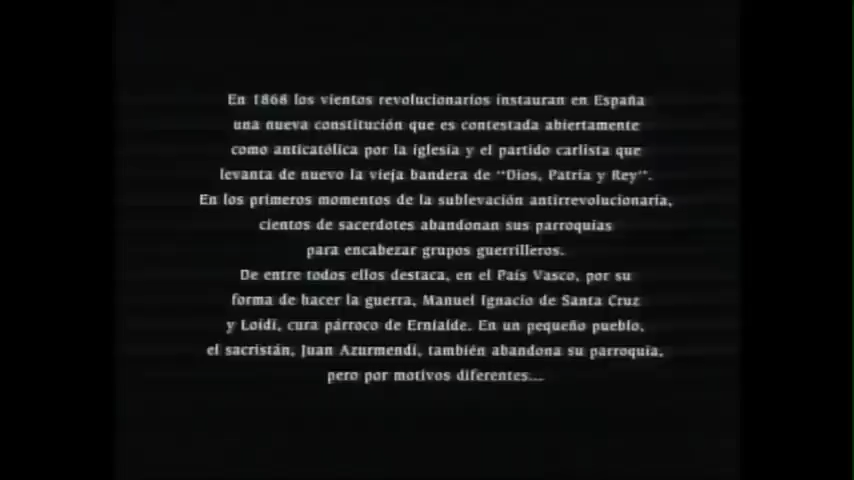 En 1868 los vientos revolucionarios instauran en España
una nueva constitución que es contestada abiertamente
como anticatólica por la iglesia y el partido carlista que
levanta de nuevo la vieja bandera de "Dios, Patria y Rey".
En los primeros momentos de la sublevación antirrevolucionaria,
cientos de sacerdotes abandonan sus parroquias
para encabezar grupos guerrilleros.
De entre todos ellos destaca, en el País Vasco, por su
forma de hacer la guerra, Manuel Ignacio de Santa Cruz
y Loidi, cura párroco de Ernialde. En un pequeño pueblo,
el sacristán, Juan Azurmendi, también abandona su parroquia,
pero por motivos diferentes...